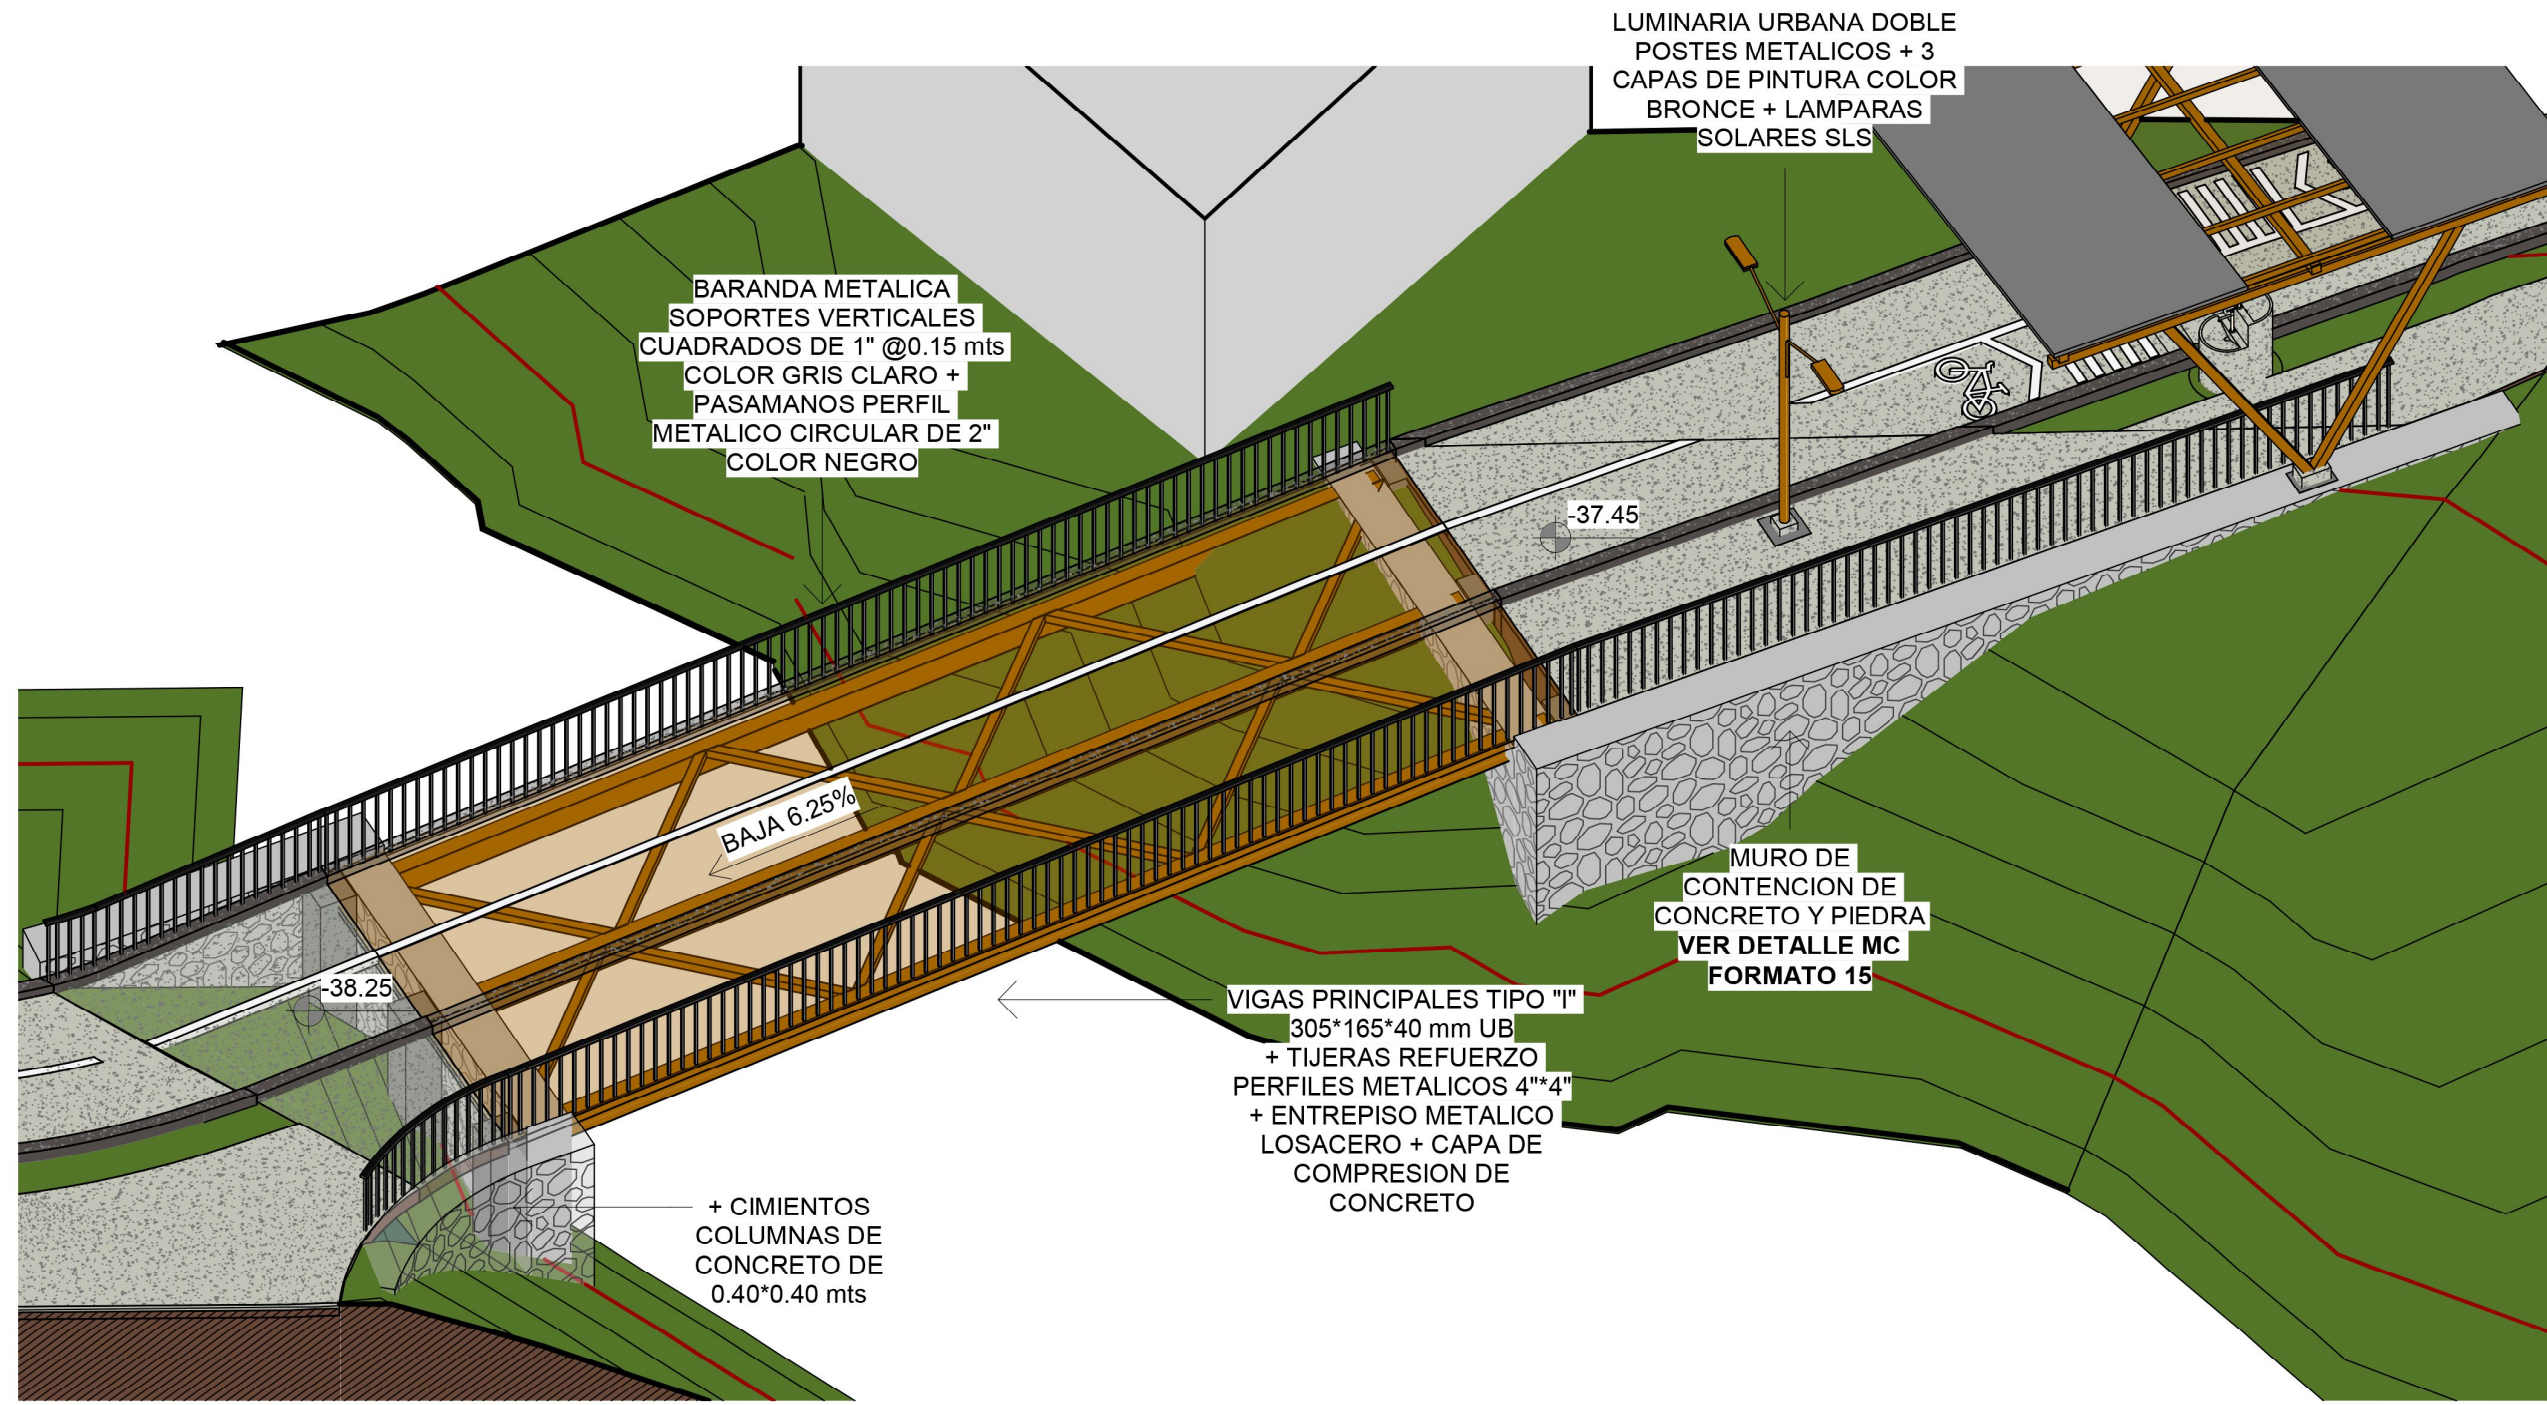 LUMINARIA URBANA DOBLE
POSTES METALICOS + 3
CAPAS DE PINTURA COLOR
BRONCE + LAMPARAS
SOLARES SLS
BARANDA METALICA
SOPORTES VERTICALES
CUADRADOS DE 1" @0.15 mts
COLOR GRIS CLARO +
PASAMANOS PERFIL
METALICO CIRCULAR DE 2"
COLOR NEGRO
-37.45
BAJA 6.25%
MURO DE
CONTENCION DE
CONCRETO Y PIEDRA
VER DETALLE MC
FORMATO 15
-38.25
VIGAS PRINCIPALES TIPO "I"
305*165*40 mm UB
+ TIJERAS REFUERZO
PERFILES METALICOS 4"*4"
+ ENTREPISO METALICO
LOSACERO + CAPA DE
COMPRESION DE
CONCRETO
+ CIMIENTOS
COLUMNAS DE
CONCRETO DE
0.40*0.40 mts